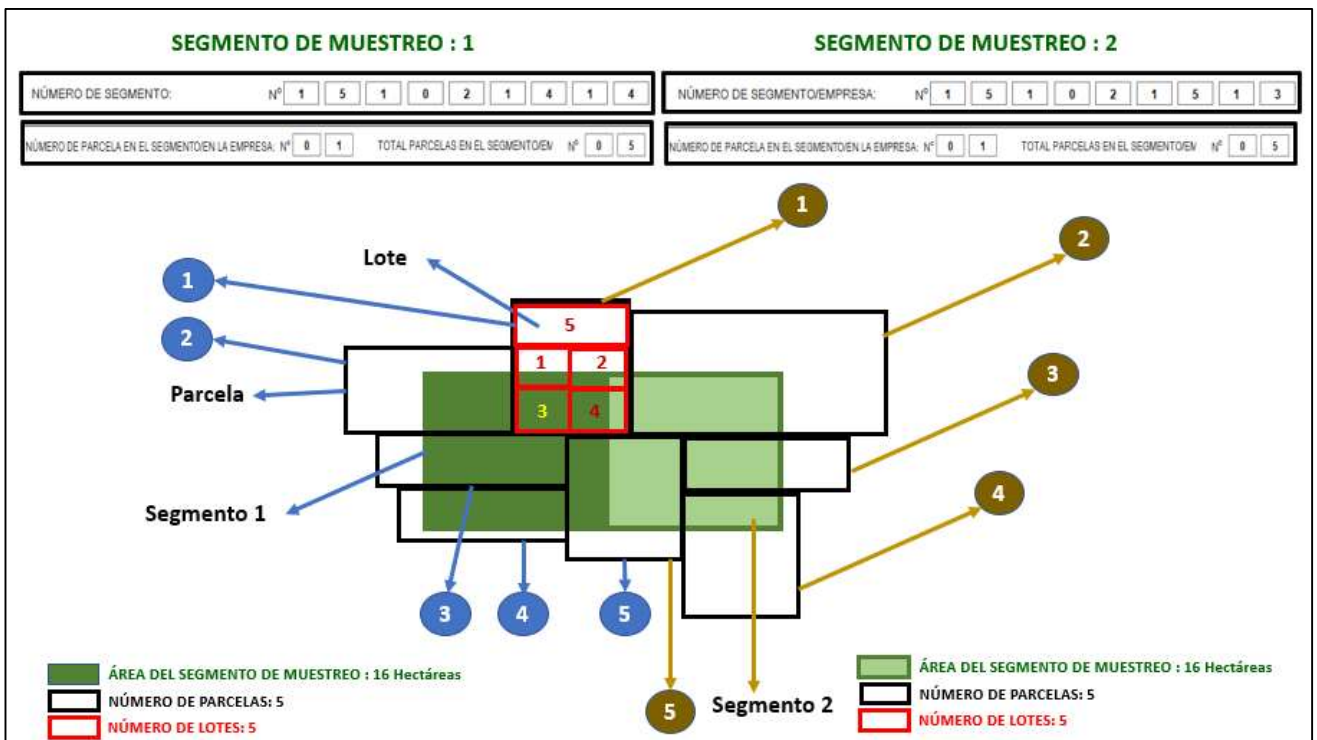 SEGMENTO DE MUESTREO : 1
SEGMENTO DE MUESTREO : 2
NÚMERO DE SEGMENTO: Nº 1 5 1 0 2 1 4 1 4
NÚMERO DE SEGMENTO/EMPRESA: Nº 1 5 1 0 2 1 5 1 3
NÚMERO DE PARCELA EN EL SEGMENTO/EN LA EMPRESA: Nº 0 1 TOTAL PARCELAS EN EL SEGMENTO/EM Nº 0 5
NÚMERO DE PARCELA EN EL SEGMENTO/EN LA EMPRESA: Nº 0 1 TOTAL PARCELAS EN EL SEGMENTO/EM Nº 0 5
1
2
Lote
1
5
2
1 2
3
Parcela
3 4
4
Segmento 1
3 4 5
5
Segmento 2
ÁREA DEL SEGMENTO DE MUESTREO : 16 Hectáreas
NÚMERO DE PARCELAS: 5
NÚMERO DE LOTES: 5
ÁREA DEL SEGMENTO DE MUESTREO : 16 Hectáreas
NÚMERO DE PARCELAS: 5
NÚMERO DE LOTES: 5